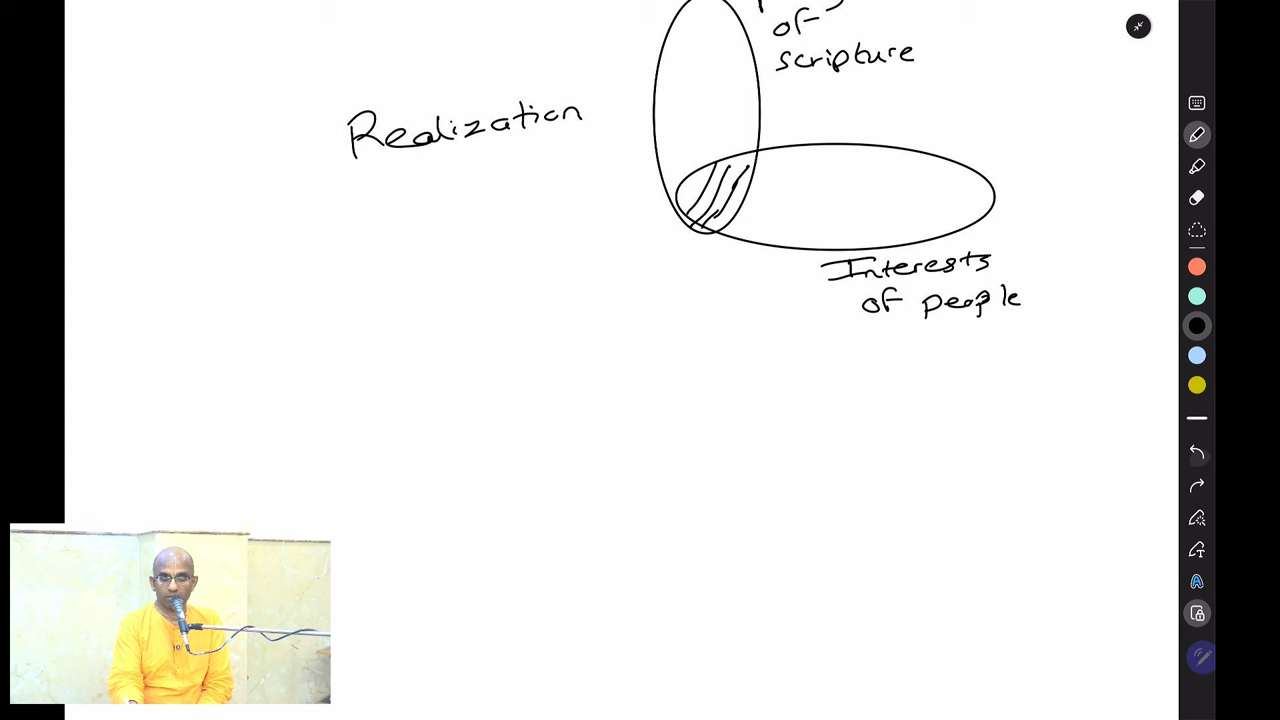 of
scripture
Realization
Interests
of people